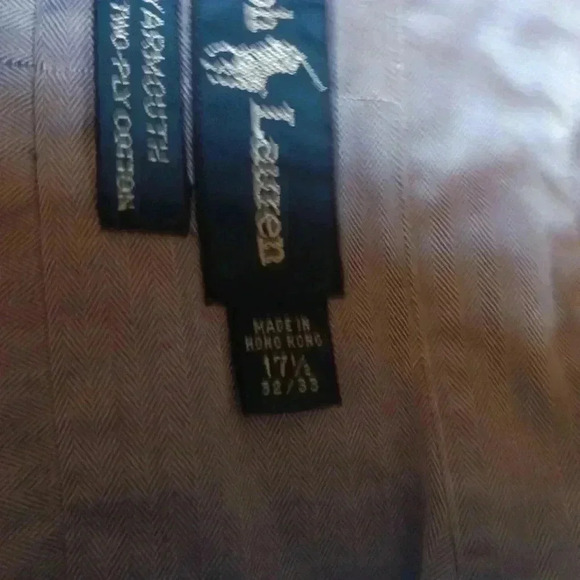 YARMOUTH
TWO-PLY COTTON
Lauren
MADE IN
HONG KONG
17½
32/33